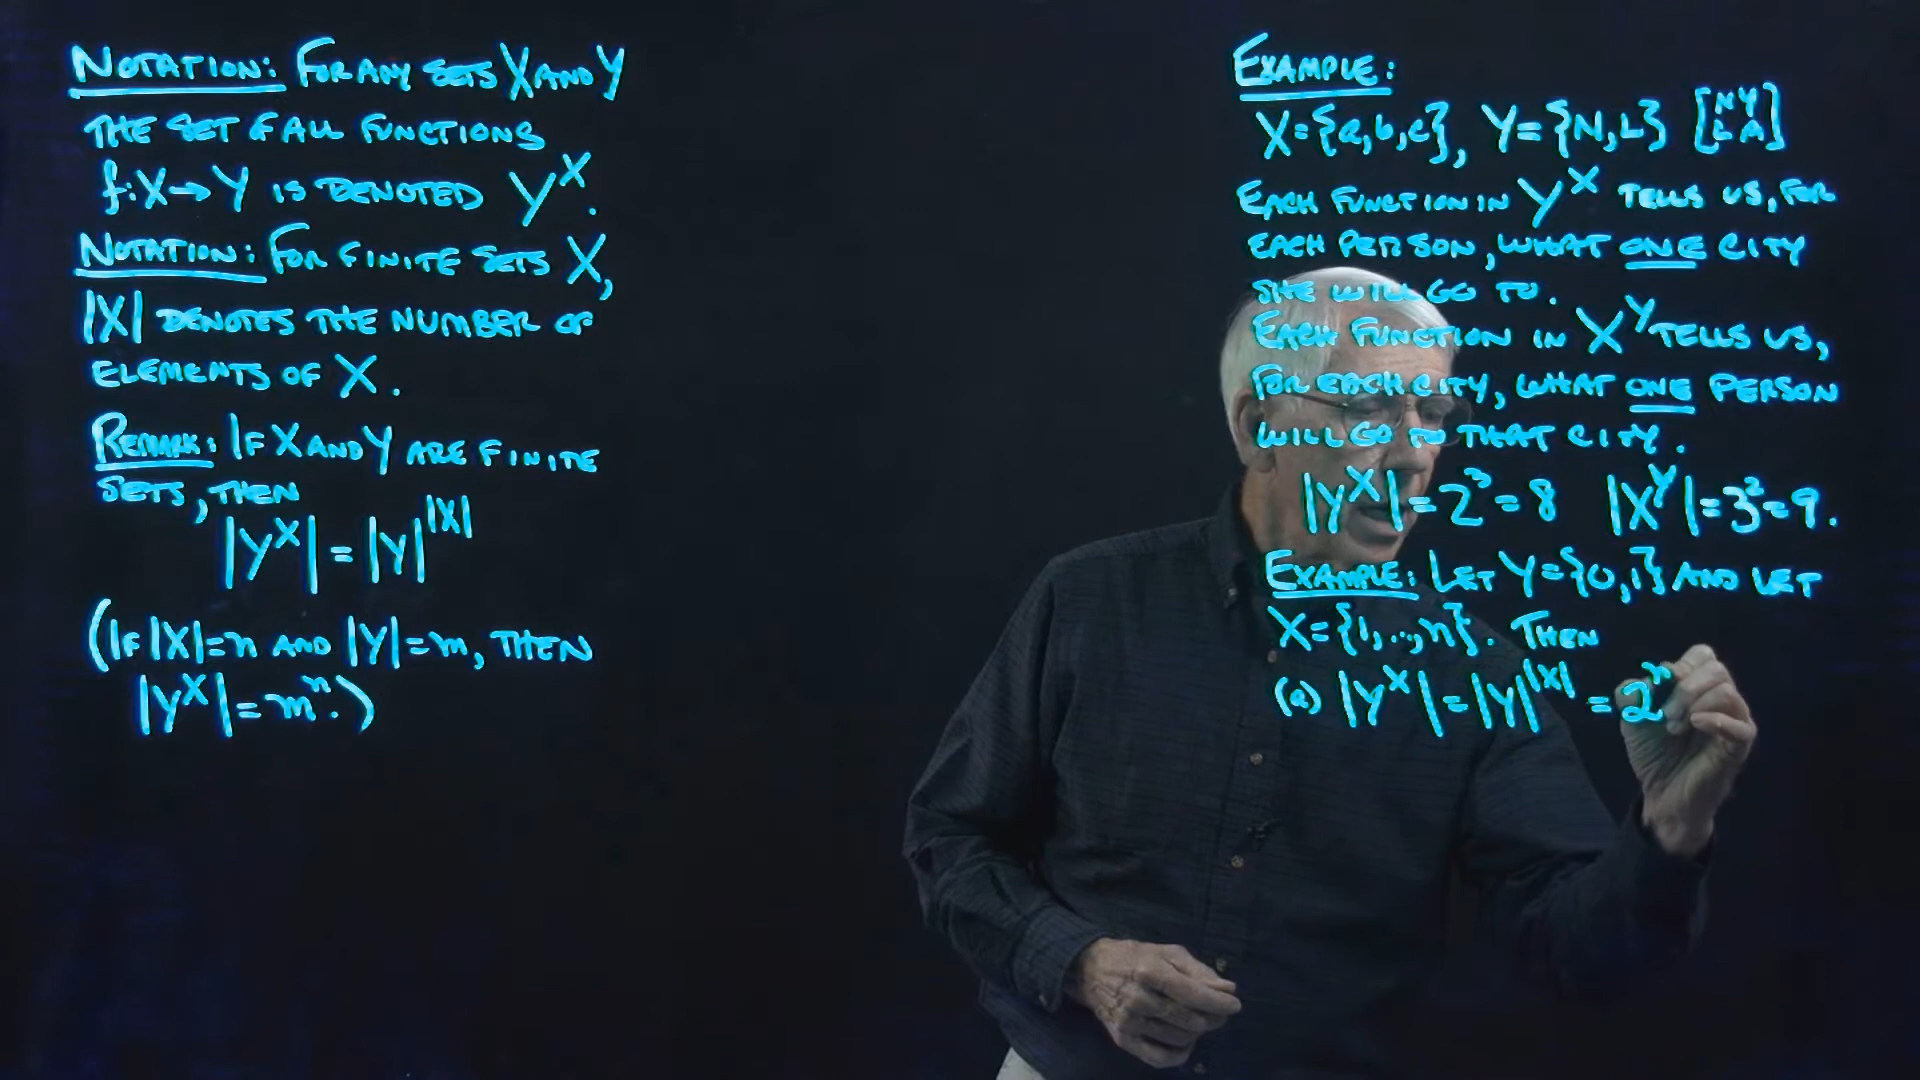 NOTATION: FOR ANY SETS X AND Y
THE SET OF ALL FUNCTIONS
f: X → Y IS DENOTED Y^X.
NOTATION: FOR FINITE SETS X,
|X| DENOTES THE NUMBER OF
ELEMENTS OF X.
REMARK: IF X AND Y ARE FINITE
SETS, THEN
|Y^X| = |Y|^|X|
(IF |X|=n AND |Y|=m, THEN
|Y^X| = m^n.)
EXAMPLE:
X={a,b,c}, Y={N,L} [NY
LA]
EACH FUNCTION IN Y^X TELLS US, FOR
EACH PERSON, WHAT ONE CITY
SHE WILL GO TO.
EACH FUNCTION IN X^Y TELLS US,
FOR EACH CITY, WHAT ONE PERSON
WILL GO TO THAT CITY.
|Y^X|=2^3=8 |X^Y|=3^2=9.
EXAMPLE: LET Y={0,1} AND LET
X={1,..,n}. THEN
(a) |Y^X|=|Y|^|X| = 2^n